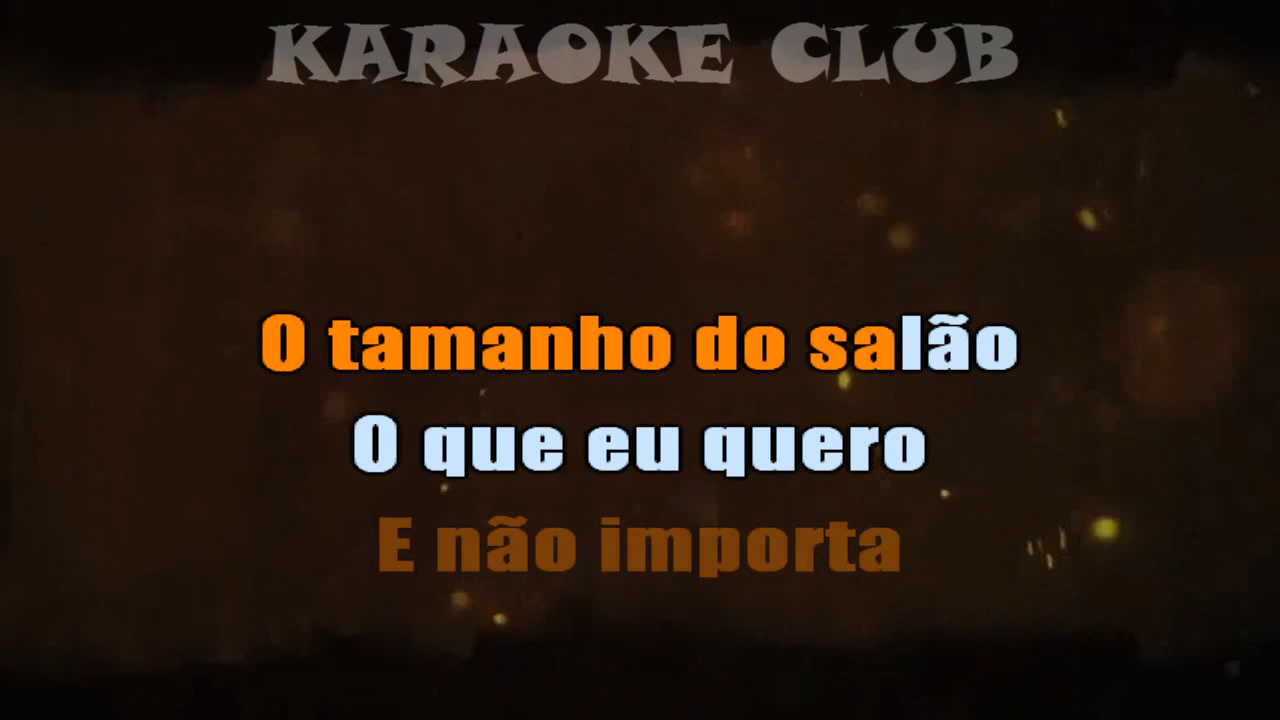 KARAOKE CLUB
O tamanho do salão
O que eu quero
E não importa